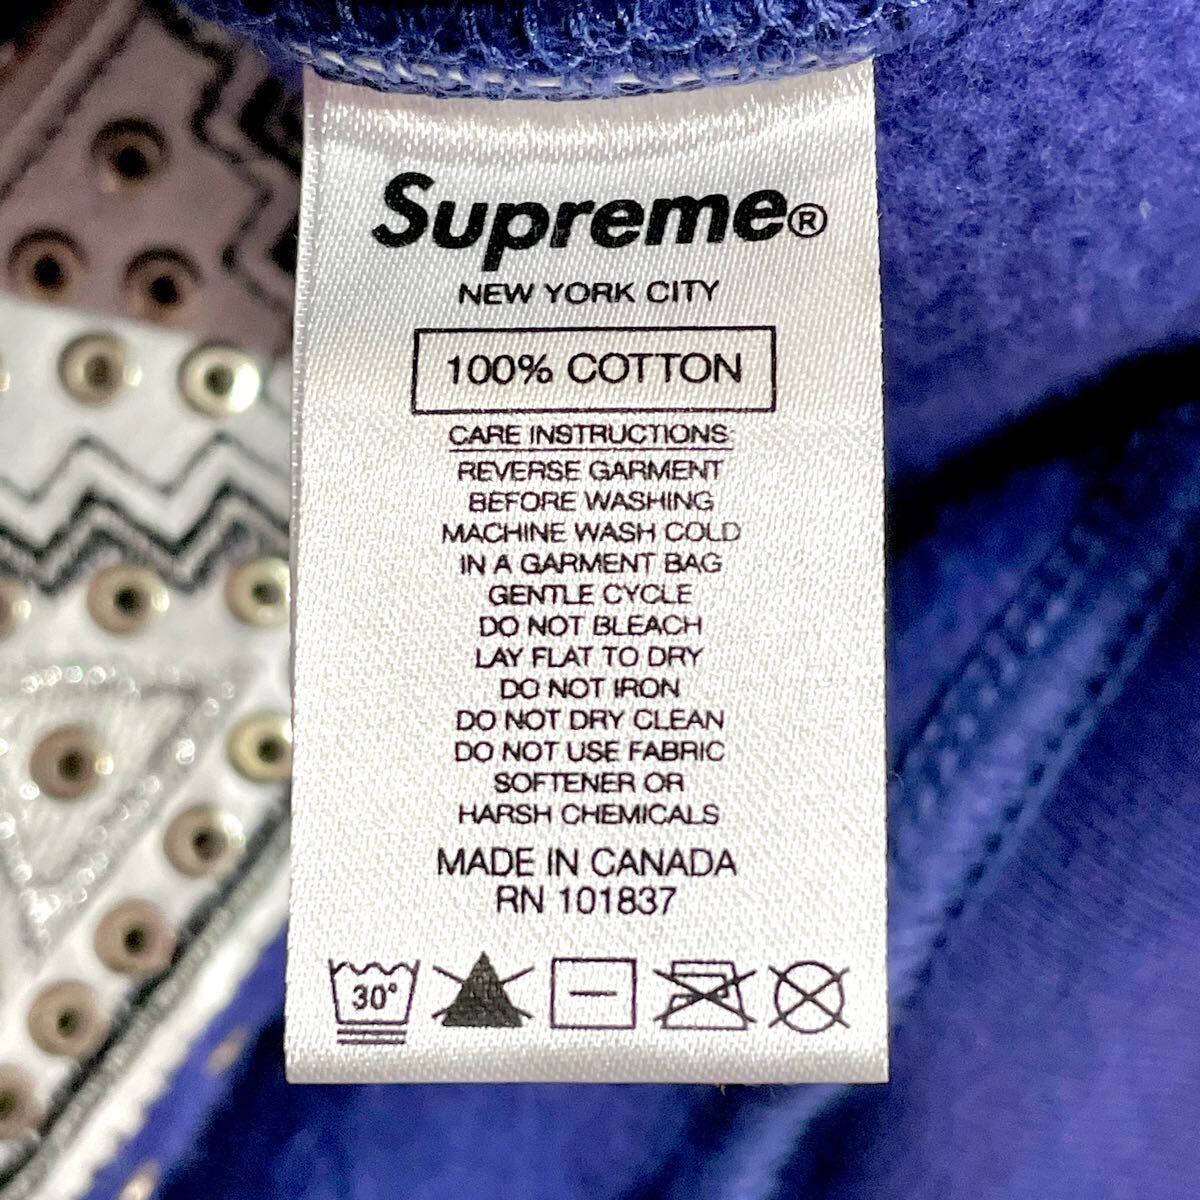 Supreme®
NEW YORK CITY
100% COTTON
CARE INSTRUCTIONS:
REVERSE GARMENT
BEFORE WASHING
MACHINE WASH COLD
IN A GARMENT BAG
GENTLE CYCLE
DO NOT BLEACH
LAY FLAT TO DRY
DO NOT IRON
DO NOT DRY CLEAN
DO NOT USE FABRIC
SOFTENER OR
HARSH CHEMICALS
MADE IN CANADA
RN 101837
30°